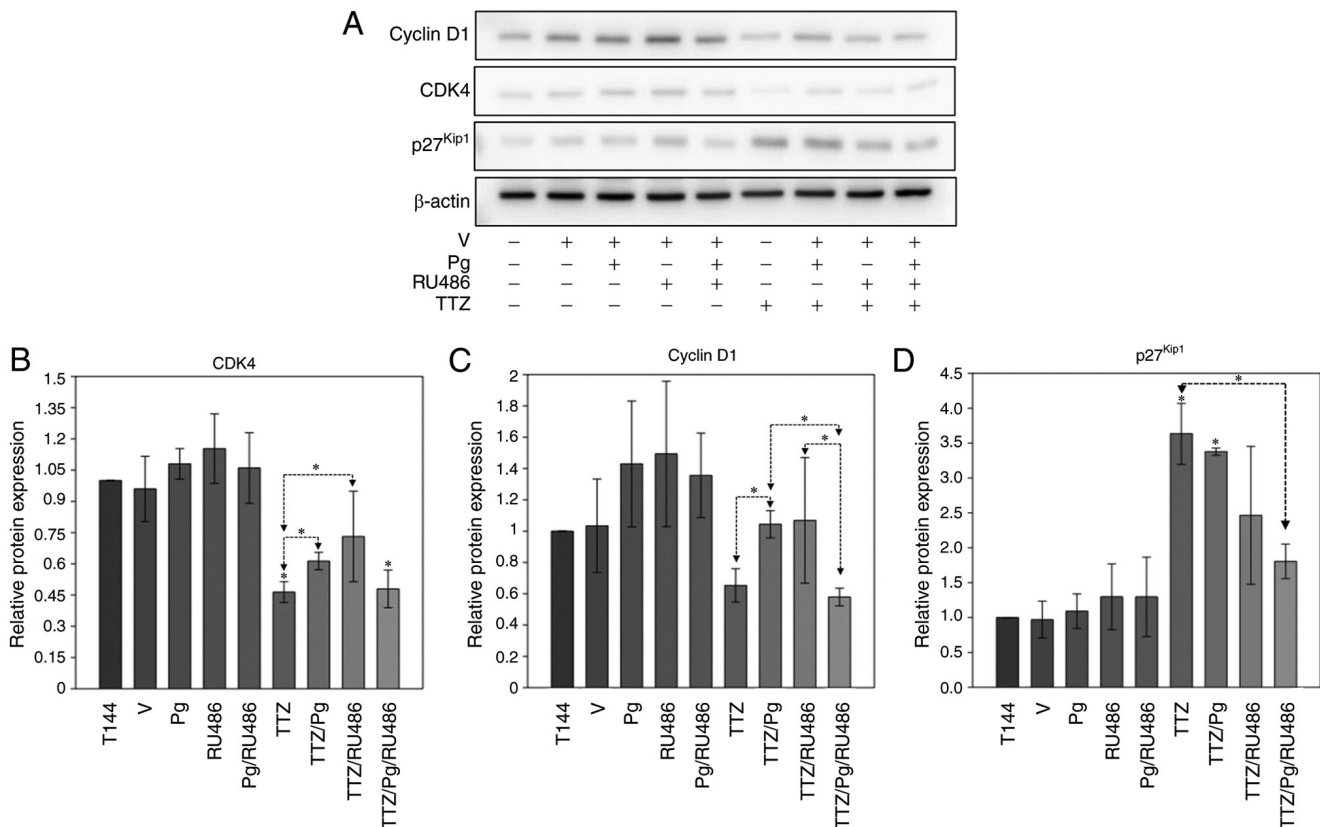 A
Cyclin D1
CDK4
p27Kip1
β-actin
V − + + + + − + + +
Pg − − + − + − + − +
RU486 − − − + + − − + +
TTZ − − − − − + + + +
B
CDK4
Relative protein expression
1.5
1.35
1.2
1.05
0.9
0.75
0.6
0.45
0.3
0.15
0
*
*
*
*
T144
V
Pg
RU486
Pg/RU486
TTZ
TTZ/Pg
TTZ/RU486
TTZ/Pg/RU486
C
Cyclin D1
Relative protein expression
2
1.8
1.6
1.4
1.2
1
0.8
0.6
0.4
0.2
0
*
*
*
T144
V
Pg
RU486
Pg/RU486
TTZ
TTZ/Pg
TTZ/RU486
TTZ/Pg/RU486
D
p27Kip1
Relative protein expression
4.5
4.0
3.5
3.0
2.5
2.0
1.5
1.0
0.5
0.0
*
*
*
T144
V
Pg
RU486
Pg/RU486
TTZ
TTZ/Pg
TTZ/RU486
TTZ/Pg/RU486